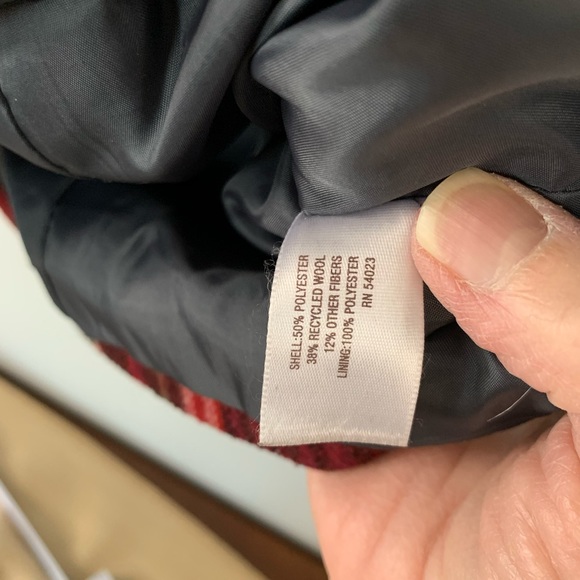 SHELL:50% POLYESTER
38% RECYCLED WOOL
12% OTHER FIBERS
LINING:100% POLYESTER
RN 54023